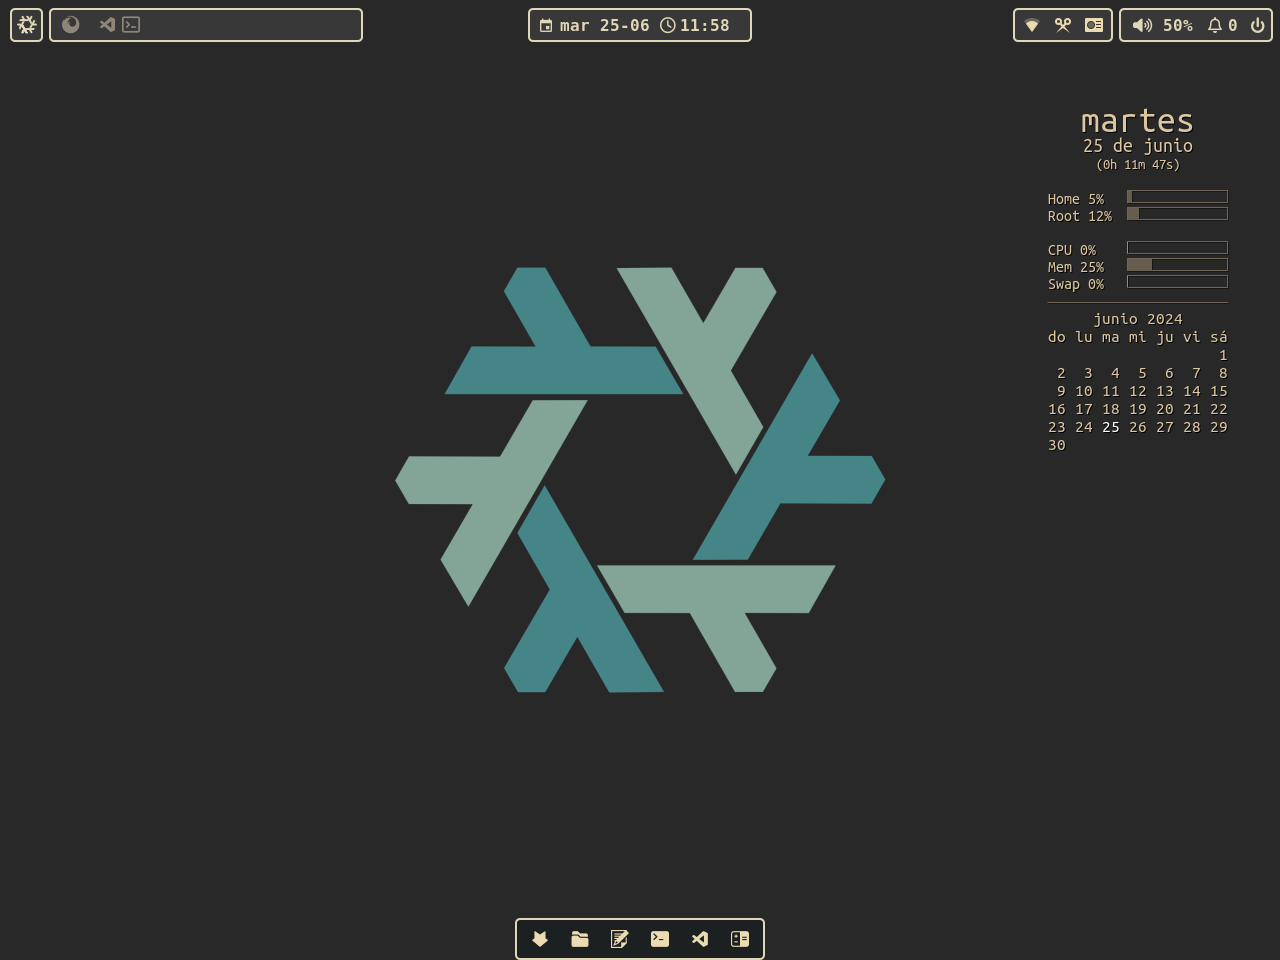 mar 25-06 11:58
50% 0
martes
25 de junio
(0h 11m 47s)
Home 5%
Root 12%
CPU 0%
Mem 25%
Swap 0%
junio 2024
do lu ma mi ju vi sá
1
2 3 4 5 6 7 8
9 10 11 12 13 14 15
16 17 18 19 20 21 22
23 24 25 26 27 28 29
30